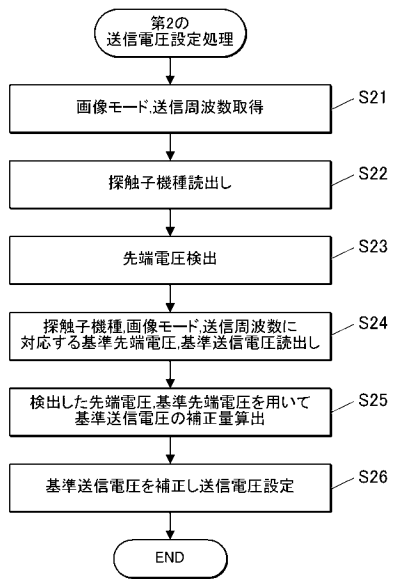 第2の
送信電圧設定処理
画像モード,送信周波数取得
S21
探触子機種読出し
S22
先端電圧検出
S23
探触子機種,画像モード,送信周波数に
対応する基準先端電圧,基準送信電圧読出し
S24
検出した先端電圧,基準先端電圧を用いて
基準送信電圧の補正量算出
S25
基準送信電圧を補正し送信電圧設定
S26
END